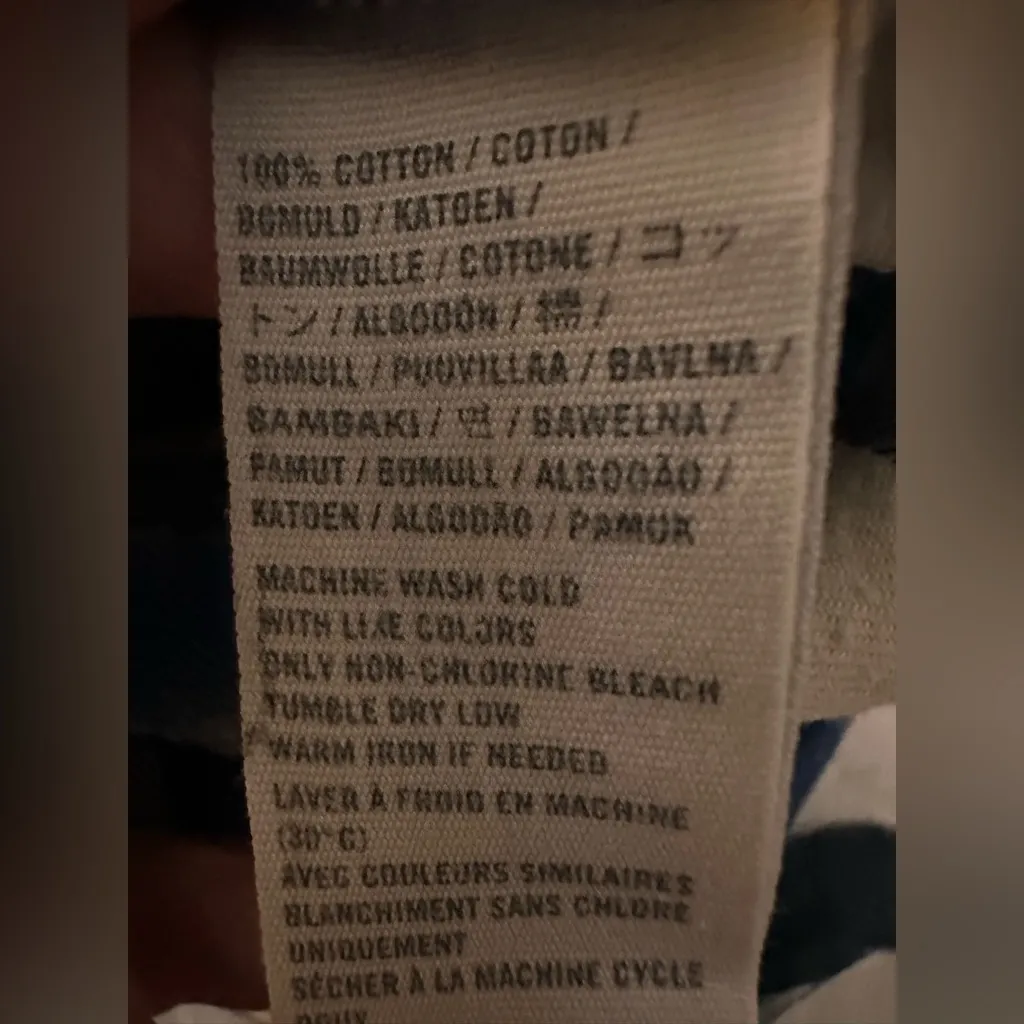 100% COTTON / COTON /
BOMULD / KATOEN /
BAUMWOLLE / COTONE / コッ
トン / ALGODÓN / 棉 /
BOMULL / PUUVILLAA / BAVLNA /
BAMBAKI / 면 / BAWEŁNA /
PAMUT / BOMULL / ALGODÃO /
KATOEN / ALGODÃO / PAMUK
MACHINE WASH COLD
WITH LIKE COLORS
ONLY NON-CHLORINE BLEACH
TUMBLE DRY LOW
WARM IRON IF NEEDED
LAVER À FROID EN MACHINE
(30°C)
AVEC COULEURS SIMILAIRES
BLANCHIMENT SANS CHLORE
UNIQUEMENT
SÉCHER À LA MACHINE CYCLE
DOUX